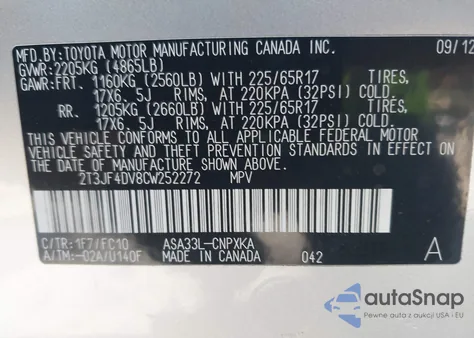 MFD. BY:TOYOTA MOTOR MANUFACTURING CANADA INC. 09/12
GVWR: 2205KG (4865LB)
GAWR: FRT. 1160KG (2560LB) WITH 225/65R17 TIRES,
17X6. 5J RIMS, AT 220KPA (32PSI) COLD.
RR. 1205KG (2660LB) WITH 225/65R17 TIRES,
17X6. 5J RIMS, AT 220KPA (32PSI) COLD.
THIS VEHICLE CONFORMS TO ALL APPLICABLE FEDERAL MOTOR
VEHICLE SAFETY AND THEFT PREVENTION STANDARDS IN EFFECT
ON THE DATE OF MANUFACTURE SHOWN ABOVE.
2T3JF4DV8CW252272 MPV
C/TR: 1F7/FC10 ASA33L-CNPXKA A
A/TM:-02A/U140F MADE IN CANADA 042
autoSnap
Pewne auto z USA i EU